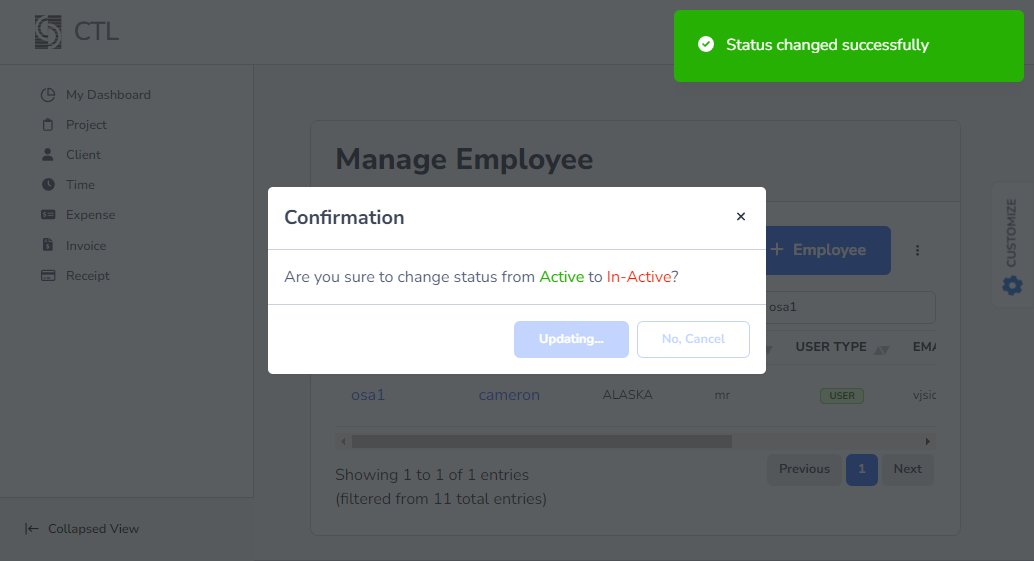 CTL
Status changed successfully
My Dashboard
Project
Client
Time
Expense
Invoice
Receipt
Collapsed View
Manage Employee
+ Employee
CUSTOMIZE
osa1
Confirmation
×
Are you sure to change status from Active to In-Active?
Updating...
No, Cancel
USER TYPE
EMA
osa1 cameron ALASKA mr USER vjsic
Showing 1 to 1 of 1 entries
(filtered from 11 total entries)
Previous 1 Next